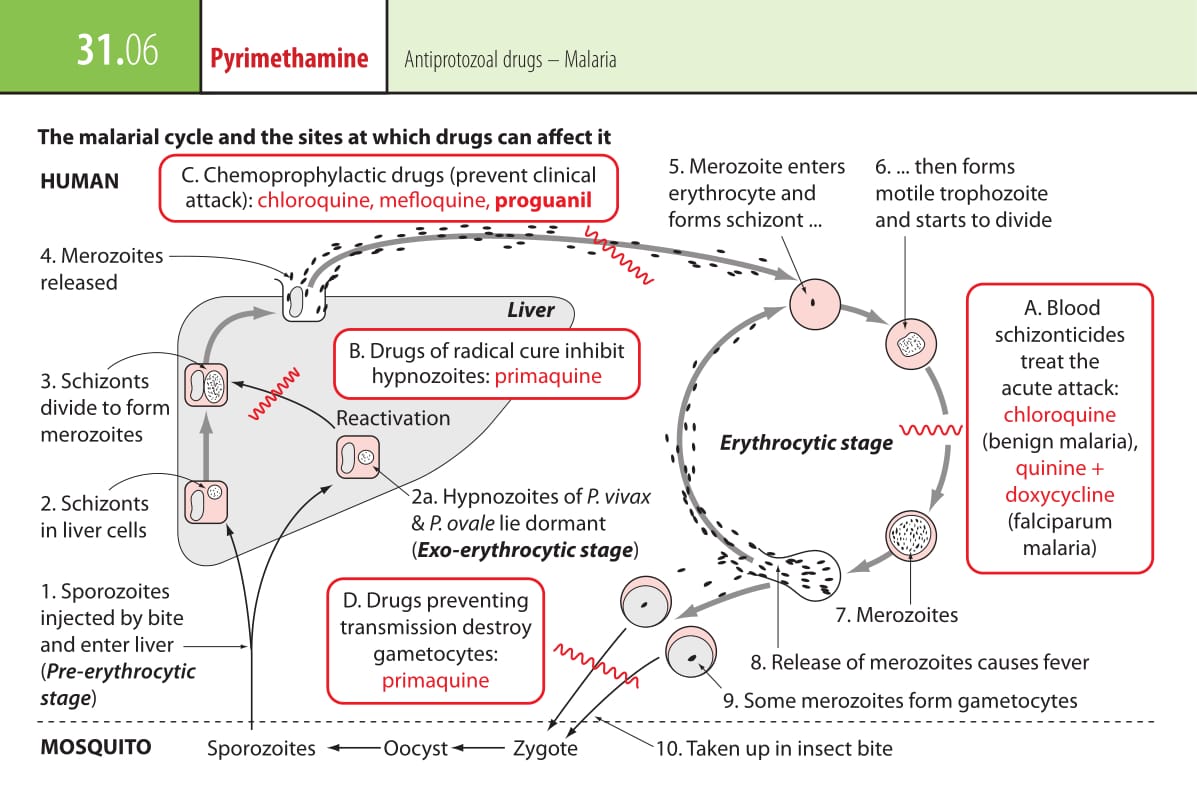 31.06
Pyrimethamine
Antiprotozoal drugs – Malaria
The malarial cycle and the sites at which drugs can affect it
HUMAN
C. Chemoprophylactic drugs (prevent clinical
attack): chloroquine, mefloquine, proguanil
5. Merozoite enters
erythrocyte and
forms schizont ...
6. ... then forms
motile trophozoite
and starts to divide
4. Merozoites
released
Liver
B. Drugs of radical cure inhibit
hypnozoites: primaquine
A. Blood
schizonticides
treat the
acute attack:
chloroquine
(benign malaria),
quinine +
doxycycline
(falciparum
malaria)
3. Schizonts
divide to form
merozoites
Reactivation
Erythrocytic stage
2. Schizonts
in liver cells
2a. Hypnozoites of P. vivax
& P. ovale lie dormant
(Exo-erythrocytic stage)
1. Sporozoites
injected by bite
and enter liver
(Pre-erythrocytic
stage)
D. Drugs preventing
transmission destroy
gametocytes:
primaquine
7. Merozoites
8. Release of merozoites causes fever
9. Some merozoites form gametocytes
MOSQUITO
Sporozoites
Oocyst
Zygote
10. Taken up in insect bite